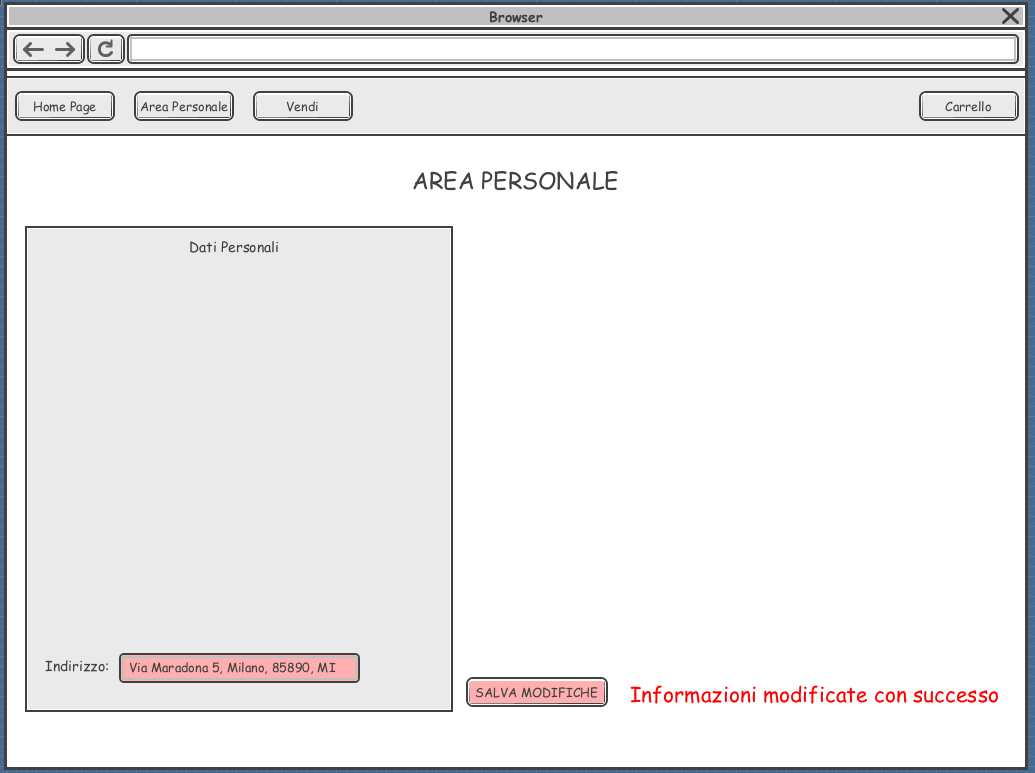 Browser
Home Page
Area Personale
Vendi
Carrello
AREA PERSONALE
Dati Personali
Indirizzo:
Via Maradona 5, Milano, 85890, MI
SALVA MODIFICHE
Informazioni modificate con successo